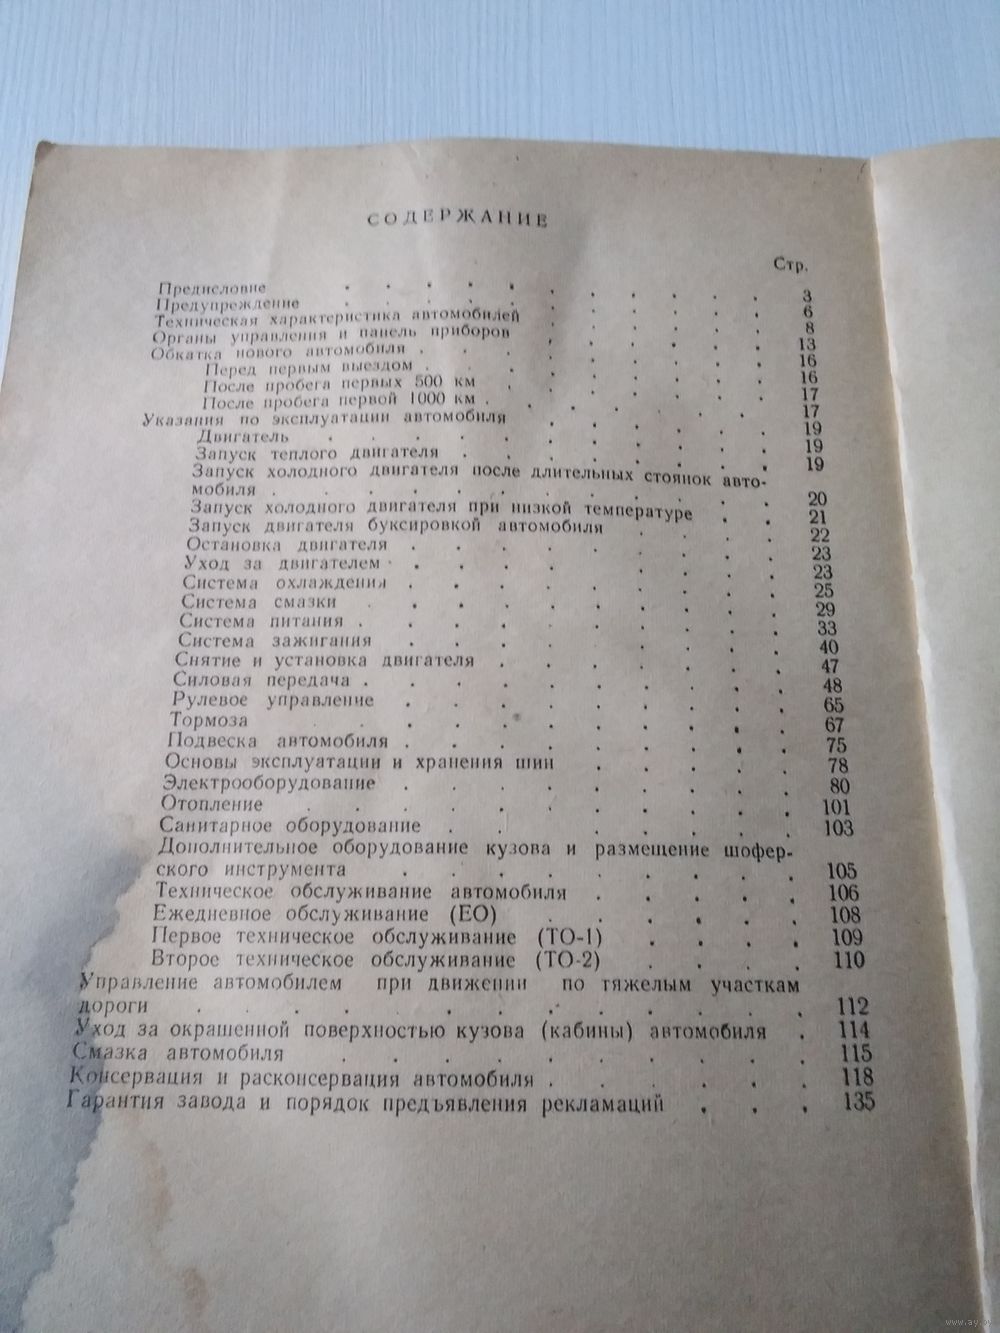 СОДЕРЖАНИЕ
Стр.
Предисловие 3
Предупреждение 6
Техническая характеристика автомобилей 8
Органы управления и панель приборов 13
Обкатка нового автомобиля 16
Перед первым выездом 16
После пробега первых 500 км 17
После пробега первой 1000 км 17
Указания по эксплуатации автомобиля 19
Двигатель 19
Запуск теплого двигателя 19
Запуск холодного двигателя после длительных стоянок авто-
мобиля 20
Запуск холодного двигателя при низкой температуре 21
Запуск двигателя буксировкой автомобиля 22
Остановка двигателя 23
Уход за двигателем 23
Система охлаждения 25
Система смазки 29
Система питания 33
Система зажигания 40
Снятие и установка двигателя 47
Силовая передача 48
Рулевое управление 65
Тормоза 67
Подвеска автомобиля 75
Основы эксплуатации и хранения шин 78
Электрооборудование 80
Отопление 101
Санитарное оборудование 103
Дополнительное оборудование кузова и размещение шофер-
ского инструмента 105
Техническое обслуживание автомобиля 106
Ежедневное обслуживание (ЕО) 108
Первое техническое обслуживание (ТО-1) 109
Второе техническое обслуживание (ТО-2) 110
Управление автомобилем при движении по тяжелым участкам
дороги 112
Уход за окрашенной поверхностью кузова (кабины) автомобиля 114
Смазка автомобиля 115
Консервация и расконсервация автомобиля 118
Гарантия завода и порядок предъявления рекламаций 135
www.ay.by